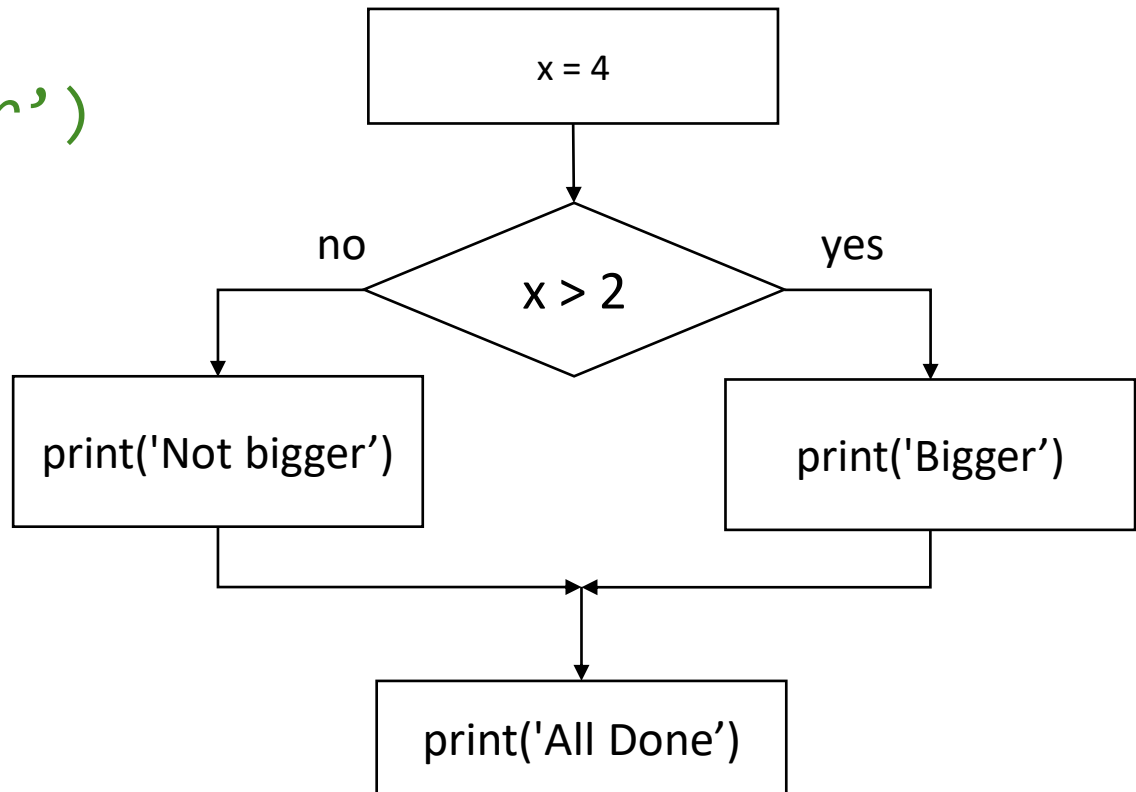 x = 4
r’)
no
yes
x > 2
print('Not bigger’)
print('Bigger’)
print('All Done’)